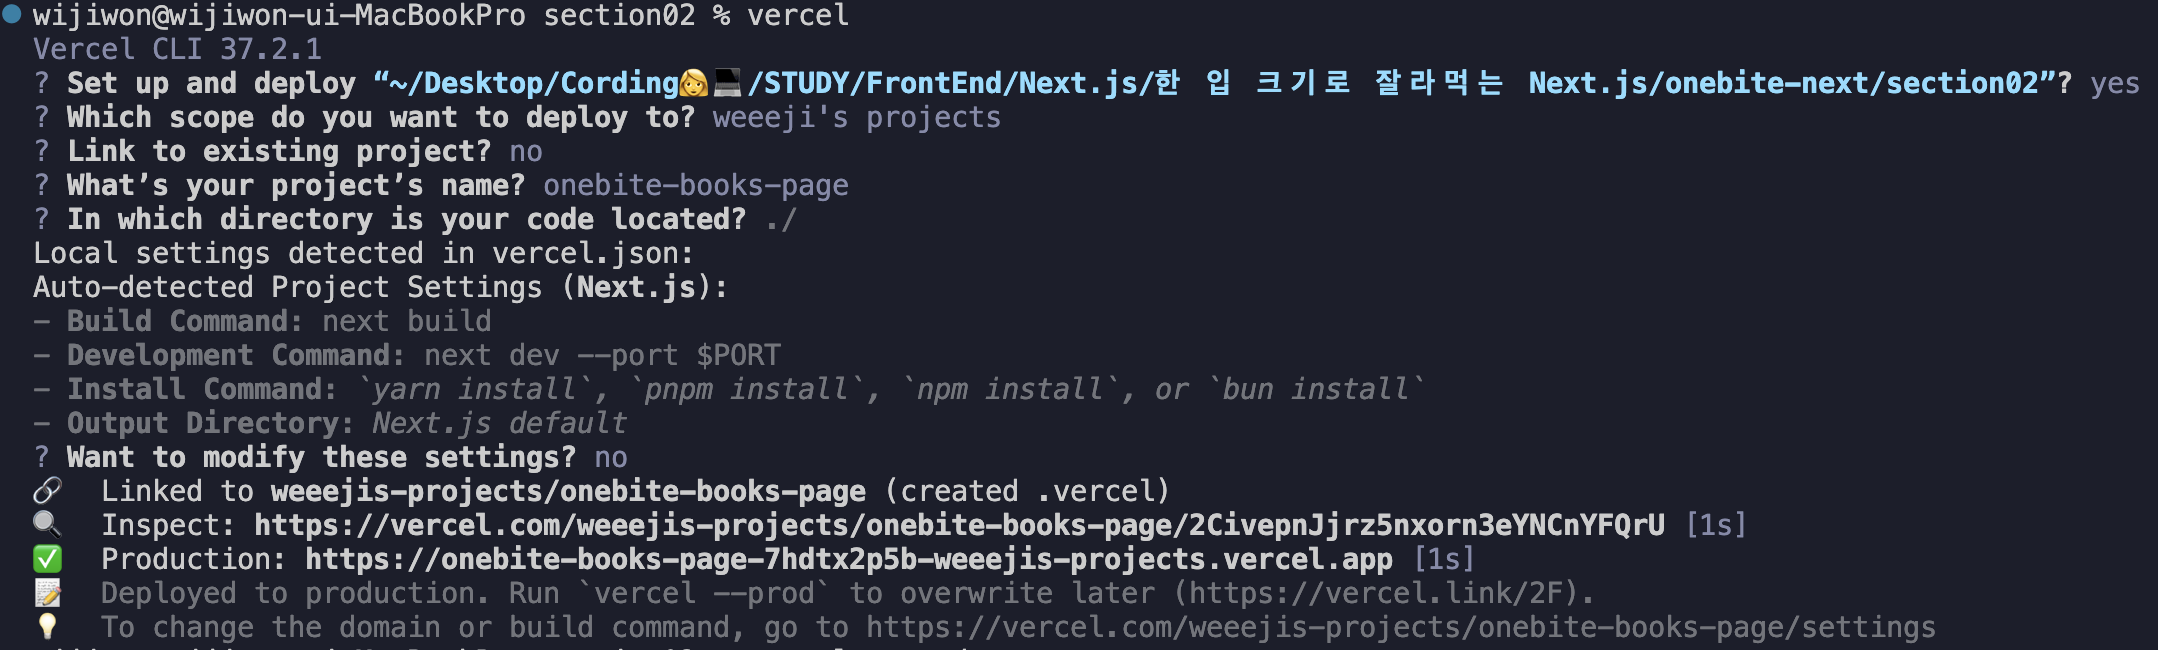 wijiwon@wijiwon-ui-MacBookPro section02 % vercel
Vercel CLI 37.2.1
? Set up and deploy “~/Desktop/Cording👩‍💻/STUDY/FrontEnd/Next.js/한 입 크기로 잘라먹는 Next.js/onebite-next/section02”? yes
? Which scope do you want to deploy to? weeeji's projects
? Link to existing project? no
? What’s your project’s name? onebite-books-page
? In which directory is your code located? ./
Local settings detected in vercel.json:
Auto-detected Project Settings (Next.js):
- Build Command: next build
- Development Command: next dev --port $PORT
- Install Command: `yarn install`, `pnpm install`, `npm install`, or `bun install`
- Output Directory: Next.js default
? Want to modify these settings? no
🔗 Linked to weeejis-projects/onebite-books-page (created .vercel)
🔍 Inspect: https://vercel.com/weeejis-projects/onebite-books-page/2CivepnJjrz5nxorn3eYNCnYFQrU [1s]
✅ Production: https://onebite-books-page-7hdtx2p5b-weeejis-projects.vercel.app [1s]
📝 Deployed to production. Run `vercel --prod` to overwrite later (https://vercel.link/2F).
💡 To change the domain or build command, go to https://vercel.com/weeejis-projects/onebite-books-page/settings